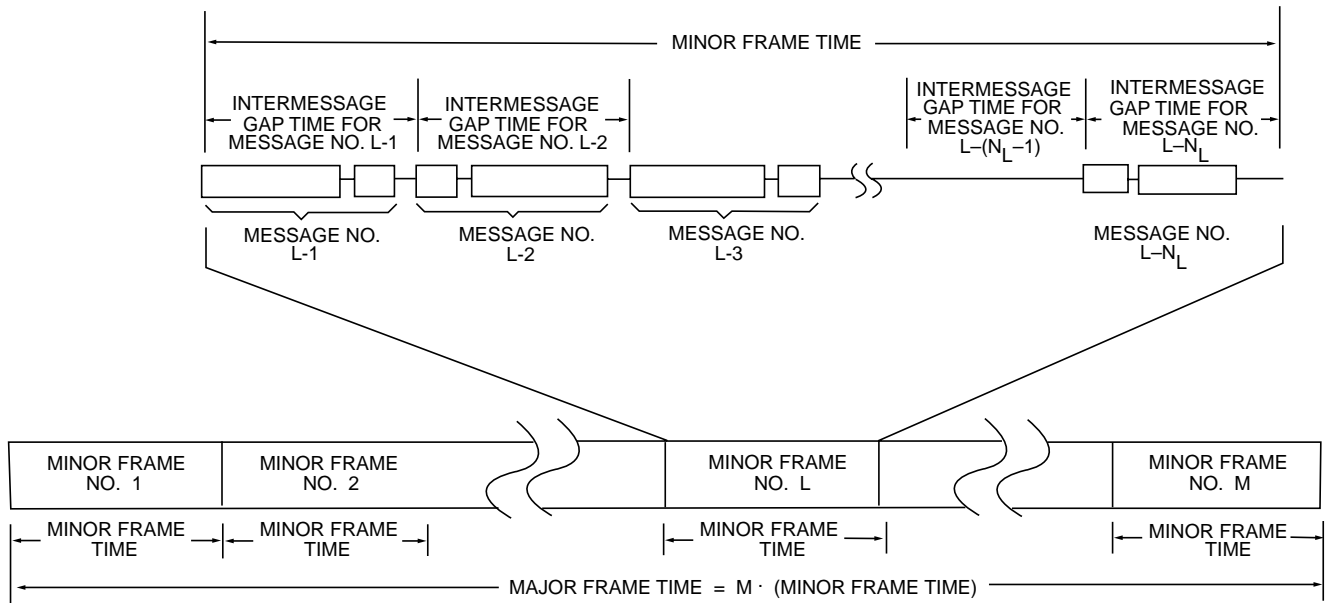 MINOR FRAME TIME
INTERMESSAGE
GAP TIME FOR
MESSAGE NO. L-1
INTERMESSAGE
GAP TIME FOR
MESSAGE NO. L-2
INTERMESSAGE
GAP TIME FOR
MESSAGE NO.
L–(N_L–1)
INTERMESSAGE
GAP TIME FOR
MESSAGE NO.
L–N_L
MESSAGE NO.
L-1
MESSAGE NO.
L-2
MESSAGE NO.
L-3
MESSAGE NO.
L–N_L
MINOR FRAME
NO. 1
MINOR FRAME
NO. 2
MINOR FRAME
NO. L
MINOR FRAME
NO. M
MINOR FRAME
TIME
MINOR FRAME
TIME
MINOR FRAME
TIME
MINOR FRAME
TIME
MAJOR FRAME TIME = M · (MINOR FRAME TIME)